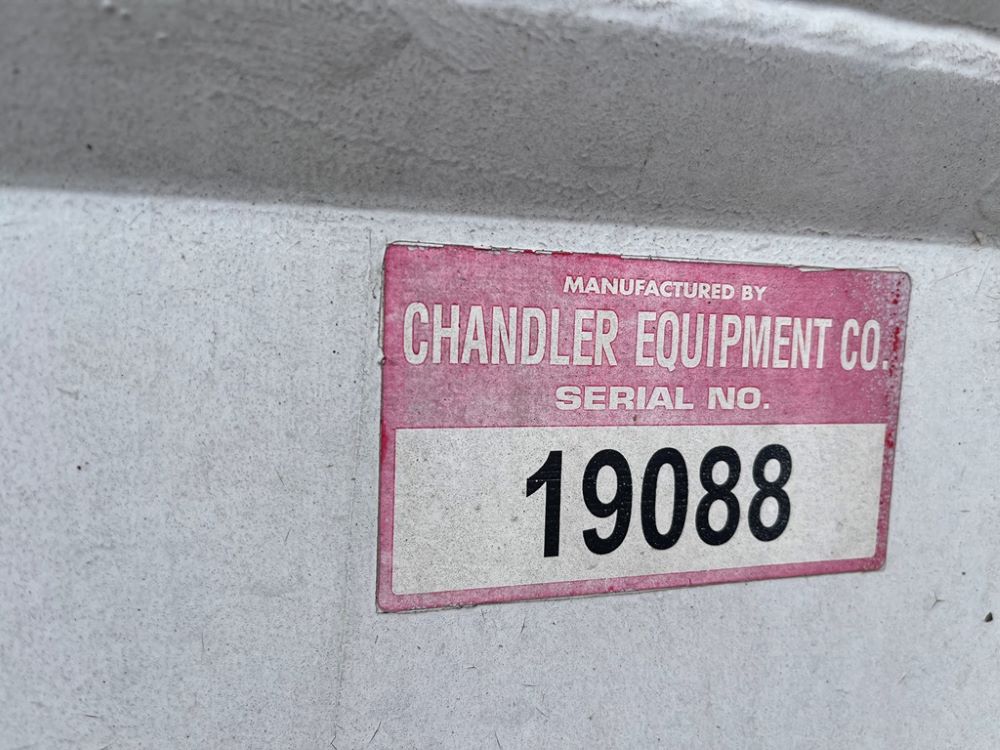 MANUFACTURED BY
CHANDLER EQUIPMENT CO.
SERIAL NO.
19088